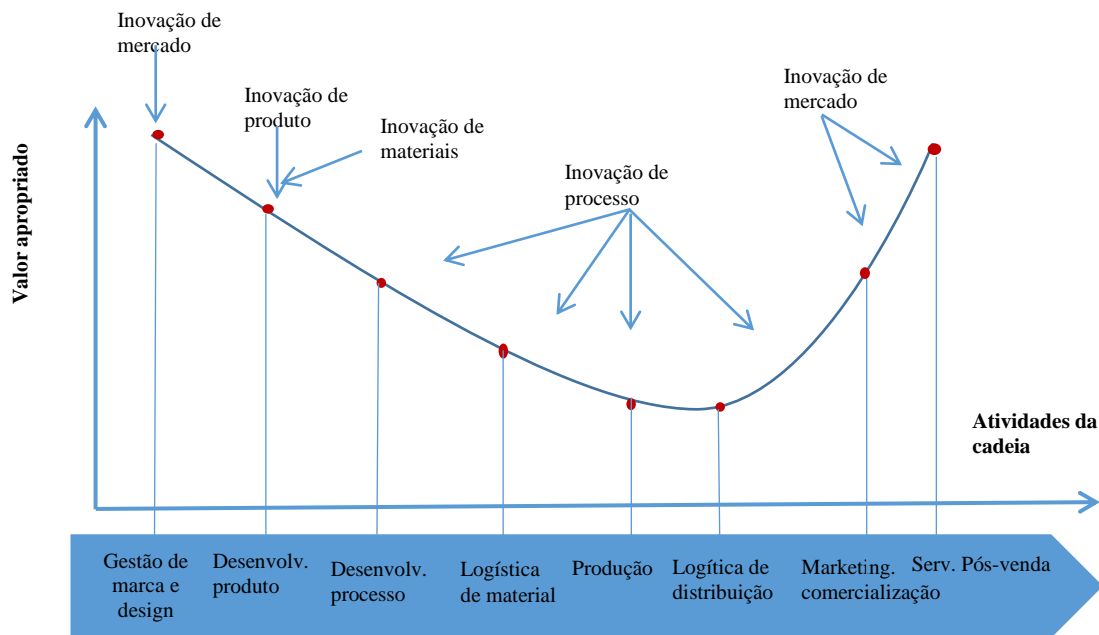 Inovação de
mercado
Inovação de
produto
Inovação de
materiais
Inovação de
processo
Inovação de
mercado
Valor apropriado
Atividades da
cadeia
Gestão de
marca e
design
Desenvolv.
produto
Desenvolv.
processo
Logística
de material
Produção
Logítica de
distribuição
Marketing.
comercialização
Serv. Pós-venda